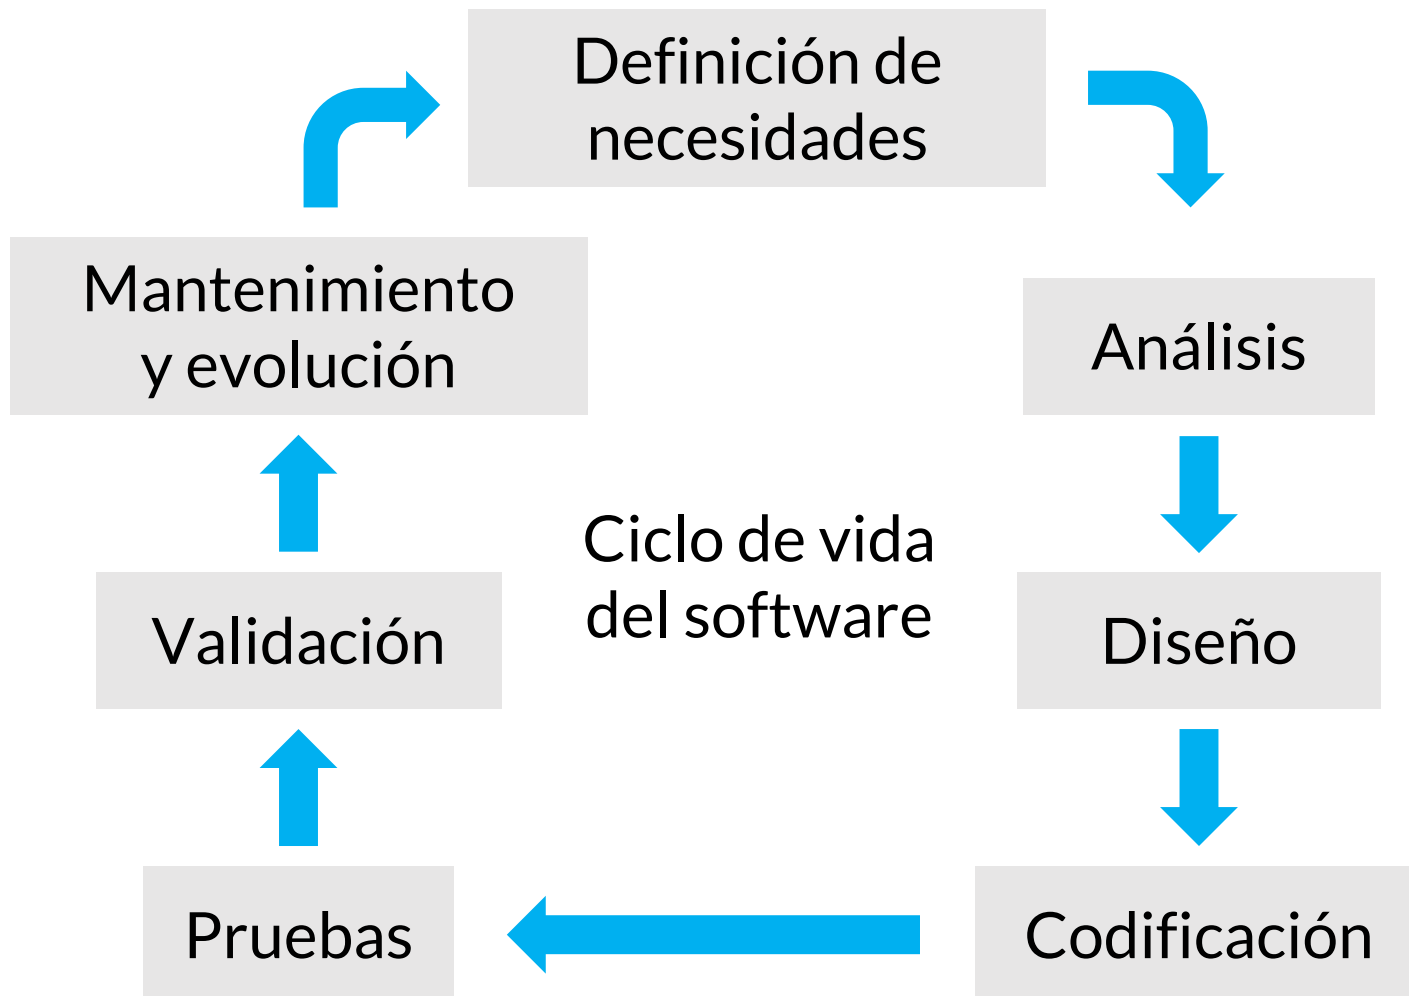 Definición de
necesidades
Mantenimiento
y evolución
Análisis
Ciclo de vida
del software
Validación
Diseño
Pruebas
Codificación